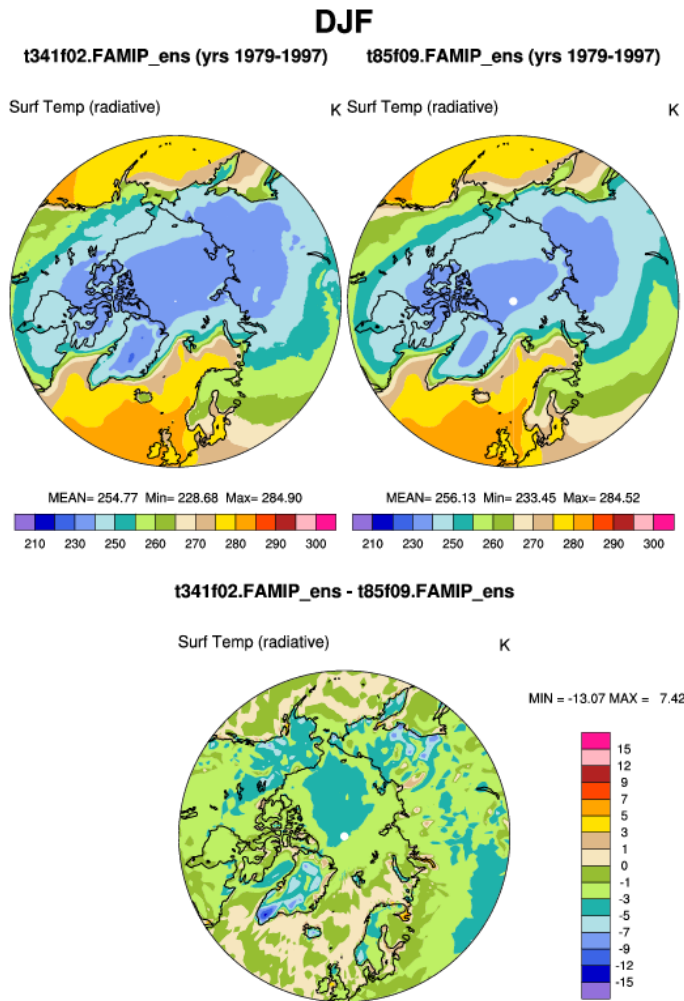 DJF
t341f02.FAMIP_ens (yrs 1979-1997) t85f09.FAMIP_ens (yrs 1979-1997)
Surf Temp (radiative) K Surf Temp (radiative) K
MEAN= 254.77 Min= 228.68 Max= 284.90 MEAN= 256.13 Min= 233.45 Max= 284.52
210 230 250 260 270 280 290 300 210 230 250 260 270 280 290 300
t341f02.FAMIP_ens - t85f09.FAMIP_ens
Surf Temp (radiative) K
MIN = -13.07 MAX = 7.42
15
12
9
7
5
3
1
0
-1
-3
-5
-7
-9
-12
-15